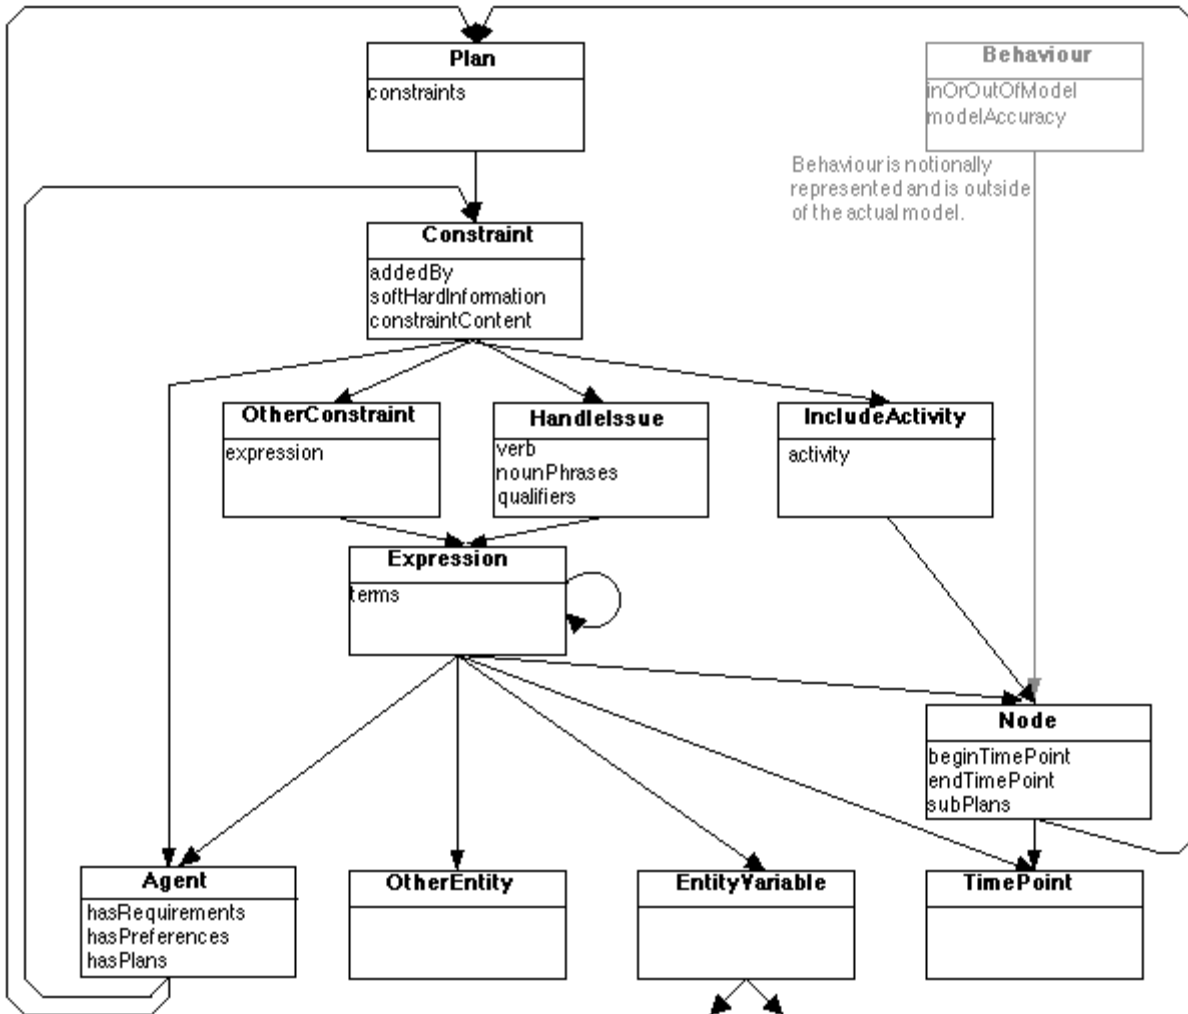 Plan
constraints
Behaviour
inOrOutOfModel
modelAccuracy
Behaviour is notionally
represented and is outside
of the actual model.
Constraint
addedBy
softHardInformation
constraintContent
OtherConstraint
expression
HandleIssue
verb
nounPhrases
qualifiers
IncludeActivity
activity
Expression
terms
Node
beginTimePoint
endTimePoint
subPlans
Agent
hasRequirements
hasPreferences
hasPlans
OtherEntity
EntityVariable
TimePoint